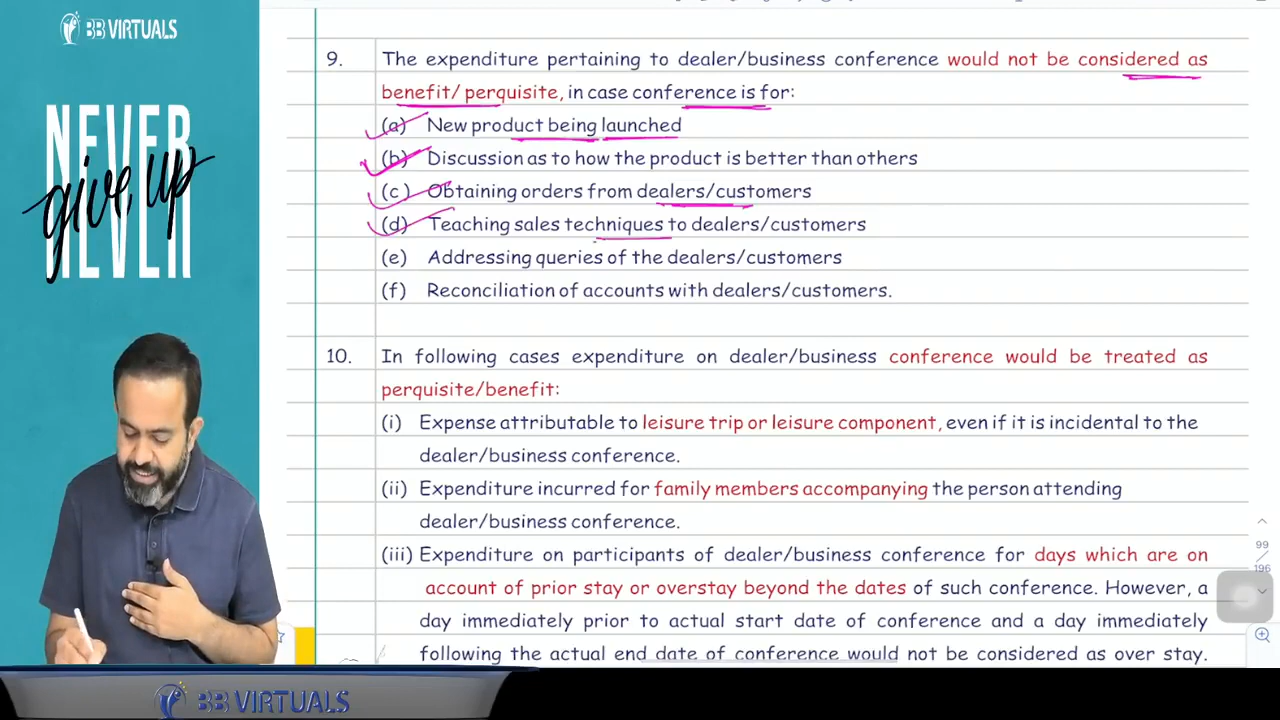 BB VIRTUALS
NEVER
give up
NEVER
9. The expenditure pertaining to dealer/business conference would not be considered as
benefit/ perquisite, in case conference is for:
(a) New product being launched
(b) Discussion as to how the product is better than others
(c) Obtaining orders from dealers/customers
(d) Teaching sales techniques to dealers/customers
(e) Addressing queries of the dealers/customers
(f) Reconciliation of accounts with dealers/customers.
10. In following cases expenditure on dealer/business conference would be treated as
perquisite/benefit:
(i) Expense attributable to leisure trip or leisure component, even if it is incidental to the
dealer/business conference.
(ii) Expenditure incurred for family members accompanying the person attending
dealer/business conference.
(iii) Expenditure on participants of dealer/business conference for days which are on
account of prior stay or overstay beyond the dates of such conference. However, a
day immediately prior to actual start date of conference and a day immediately
following the actual end date of conference would not be considered as over stay.
99
196
BB VIRTUALS